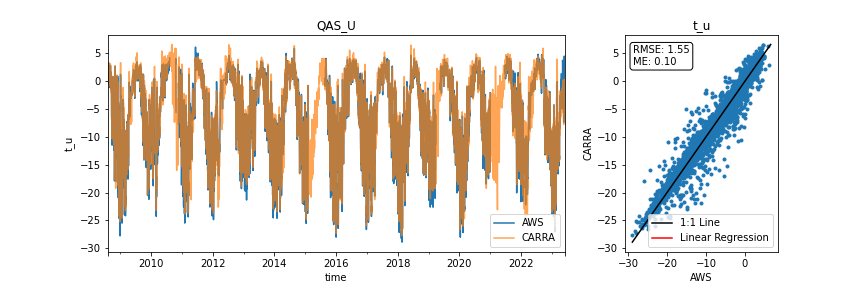 QAS_U
t_u
5
0
−5
−10
−15
−20
−25
−30
t_u
2010
2012
2014
2016
2018
2020
2022
time
AWS
CARRA
t_u
RMSE: 1.55
ME: 0.10
5
0
−5
−10
−15
−20
−25
−30
CARRA
−30
−20
−10
0
AWS
1:1 Line
Linear Regression